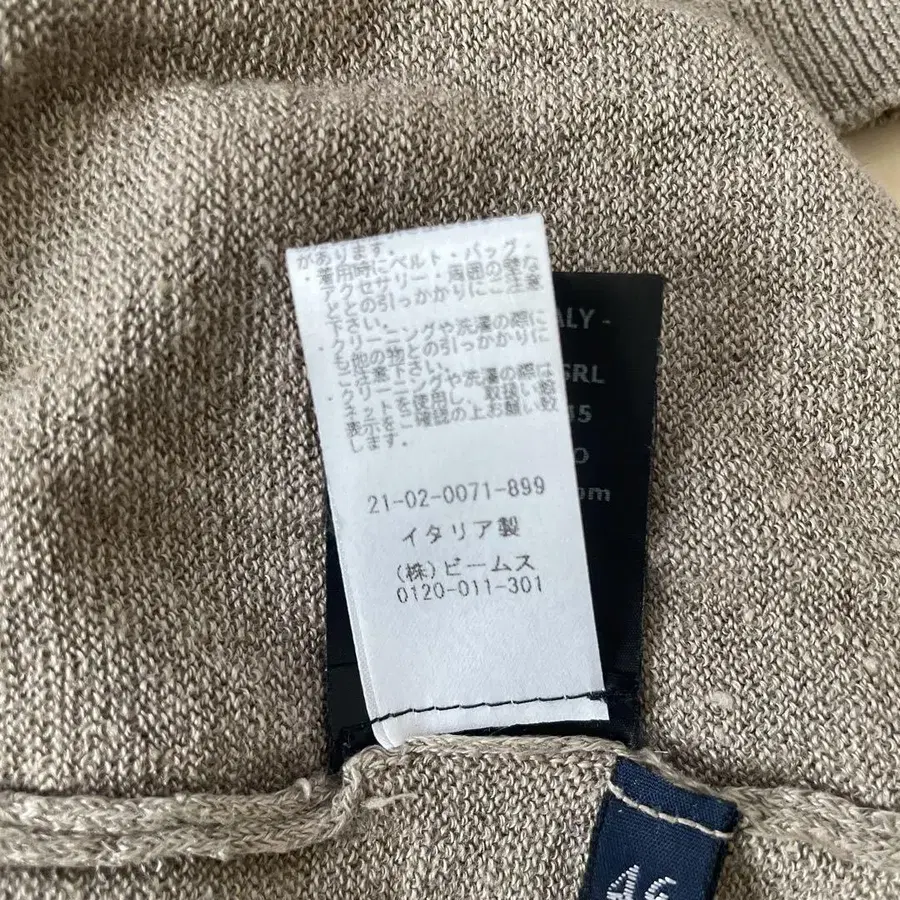 があります。
・着用時にベルト・バッグ・
アクセサリー・周囲の壁な
どとの引っかかりにご注意
下さい。
・クリーニングや洗濯の際に
も他の物との引っかかりに
ご注意下さい。
・クリーニングや洗濯の際は
ネットを使用し、取扱い絵
表示をご確認の上お願い致
します。
21-02-0071-899
イタリア製
(株)ビームス
0120-011-301
ALY -
SRL
15
O
om
46